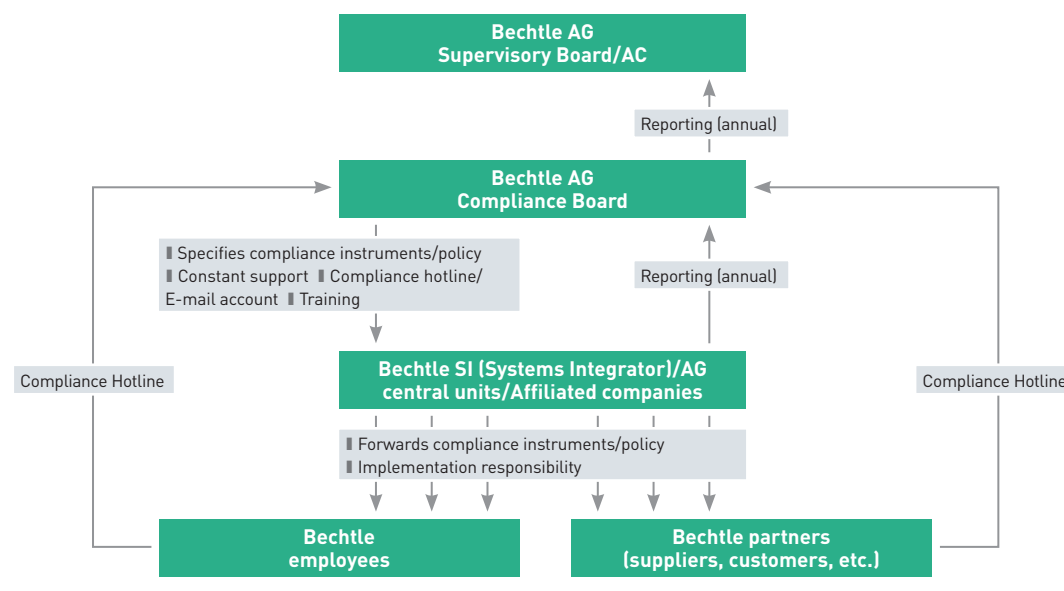 Bechtle AG
Supervisory Board/AC
Reporting (annual)
Bechtle AG
Compliance Board
▮ Specifies compliance instruments/policy
▮ Constant support ▮ Compliance hotline/
E-mail account ▮ Training
Reporting (annual)
Bechtle SI (Systems Integrator)/AG
central units/Affiliated companies
Compliance Hotline
Compliance Hotline
▮ Forwards compliance instruments/policy
▮ Implementation responsibility
Bechtle
employees
Bechtle partners
(suppliers, customers, etc.)